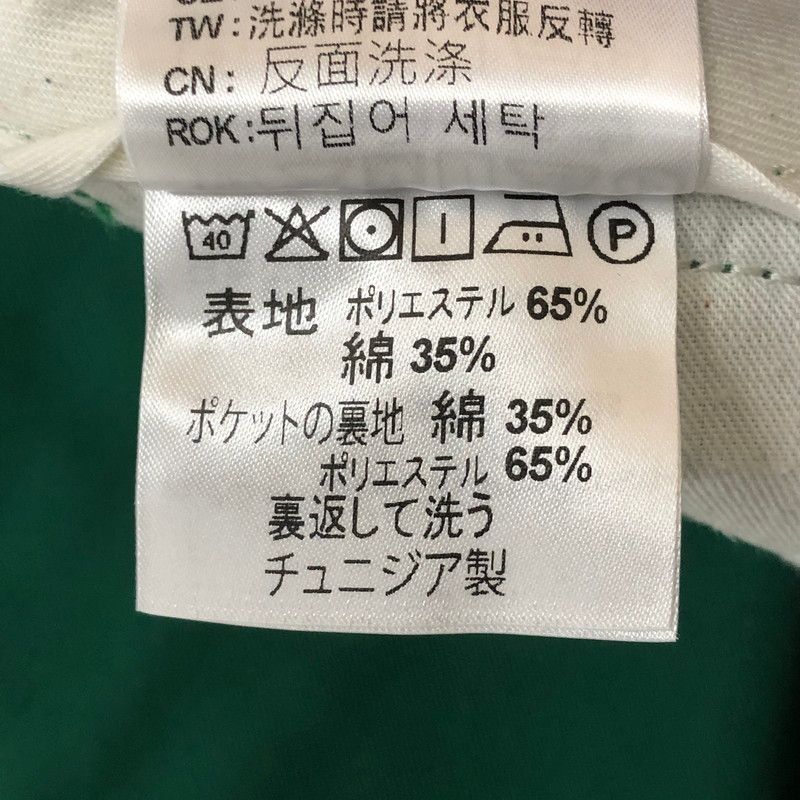 TW:洗滌時請將衣服反轉
CN: 反面洗涤
ROK:뒤집어 세탁
40 P
表地 ポリエステル 65%
綿 35%
ポケットの裏地 綿 35%
ポリエステル 65%
裏返して洗う
チュニジア製